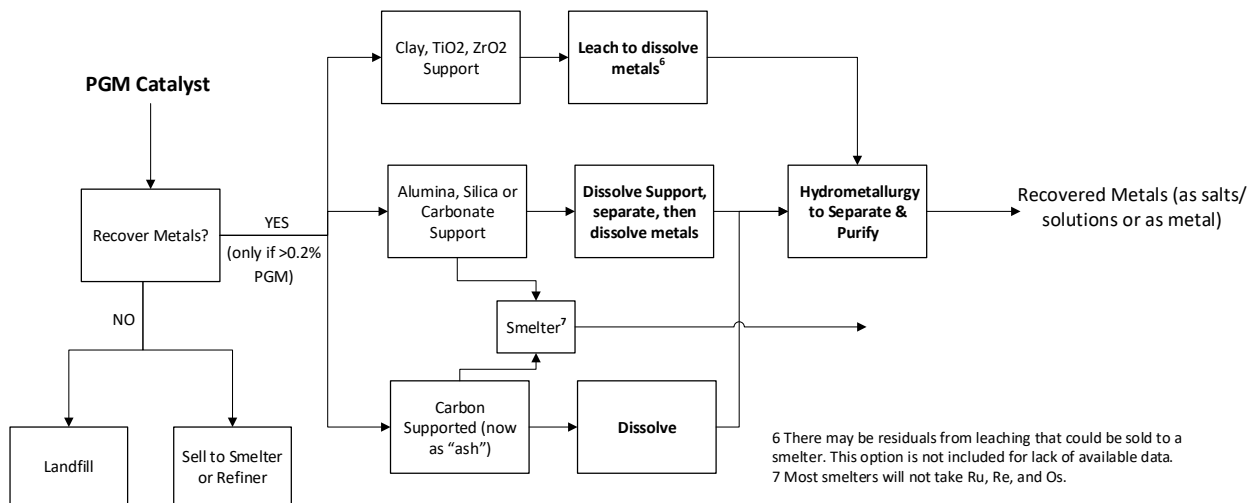 PGM Catalyst
Recover Metals?
YES
(only if >0.2%
PGM)
NO
Landfill
Sell to Smelter
or Refiner
Clay, TiO2, ZrO2
Support
Leach to dissolve
metals6
Alumina, Silica or
Carbonate
Support
Dissolve Support,
separate, then
dissolve metals
Smelter7
Carbon
Supported (now
as “ash”)
Dissolve
Hydrometallurgy
to Separate &
Purify
Recovered Metals (as salts/
solutions or as metal)
6 There may be residuals from leaching that could be sold to a
smelter. This option is not included for lack of available data.
7 Most smelters will not take Ru, Re, and Os.